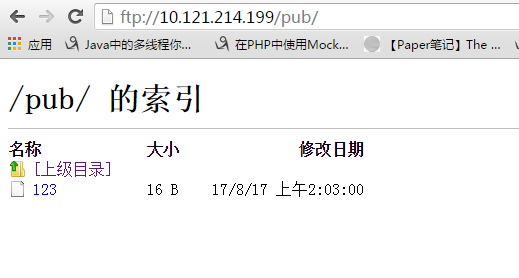 ftp://10.121.214.199/pub/
应用 Java中的多线程你... 在PHP中使用Mock... 【Paper笔记】The ...
/pub/ 的索引
名称 大小 修改日期
[上级目录]
123 16 B 17/8/17 上午2:03:00